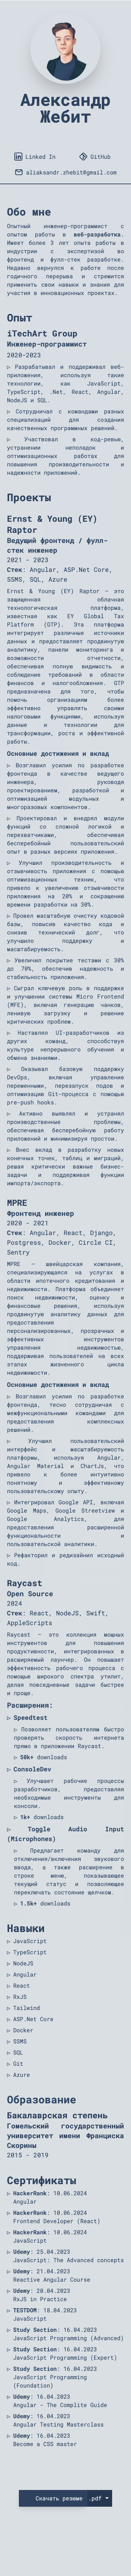 Александр
Жебит
Linked In
GitHub
aliaksandr.zhebit@gmail.com
Обо мне
Опытный инженер-программист с
опытом работы в веб-разработке.
Имеет более 3 лет опыта работы в
индустрии с экспертизой во
фронтенд и фулл-стек разработке.
Недавно вернулся к работе после
годичного перерыва и стремится
применить свои навыки и знания для
участия в инновационных проектах.
Опыт
iTechArt Group
Инженер-программист
2020-2023
▷ Разрабатывал и поддерживал веб-
приложения, используя такие
технологии, как JavaScript,
TypeScript, .Net, React, Angular,
NodeJS и SQL.
▷ Сотрудничал с командами разных
специализаций для создания
качественных программных решений.
▷ Участвовал в код-ревью,
устранении неполадок и
оптимизационных работах для
повышения производительности и
надежности приложений.
Проекты
Ernst & Young (EY)
Raptor
Ведущий фронтенд / фулл-
стек инженер
2021 - 2023
Стек: Angular, ASP.Net Core,
SSMS, SQL, Azure
Ernst & Young (EY) Raptor - это
защищенная облачная
технологическая платформа,
известная как EY Global Tax
Platform (GTP). Эта платформа
интегрирует различные источники
данных и предоставляет продвинутую
аналитику, панели мониторинга и
возможности отчетности,
обеспечивая полную видимость и
соблюдение требований в области
финансов и налогообложения. GTP
предназначена для того, чтобы
помочь организациям более
эффективно управлять своими
налоговыми функциями, используя
данные и технологии для
трансформации, роста и эффективной
работы.
Основные достижения и вклад
▷ Возглавил усилия по разработке
фронтенда в качестве ведущего
инженера, руководя
проектированием, разработкой и
оптимизацией модульных и
многоразовых компонентов.
▷ Проектировал и внедрял модули
функций со сложной логикой и
перехватчиками, обеспечивая
бесперебойный пользовательский
опыт в разных версиях приложения.
▷ Улучшил производительность и
отзывчивость приложения с помощью
оптимизационных техник, что
привело к увеличению отзывчивости
приложения на 20% и сокращению
времени разработки на 30%.
▷ Провел масштабную очистку кодовой
базы, повысив качество кода и
снизив технический долг, что
улучшило поддержку и
масштабируемость.
▷ Увеличил покрытие тестами с 30%
до 70%, обеспечив надежность и
стабильность приложения.
▷ Сыграл ключевую роль в поддержке
и улучшении системы Micro Frontend
(MFE), включая генерацию чанков,
ленивую загрузку и решение
критических проблем.
▷ Наставлял UI-разработчиков из
других команд, способствуя
культуре непрерывного обучения и
обмена знаниями.
▷ Оказывал базовую поддержку
DevOps, включая управление
переменными, перезапуск подов и
оптимизацию Git-процесса с помощью
pre-push hooks.
▷ Активно выявлял и устранял
производственные проблемы,
обеспечивая бесперебойную работу
приложений и минимизируя простои.
▷ Внес вклад в разработку новых
конечных точек, таблиц и миграций,
решая критически важные бизнес-
задачи и поддерживая функции
импорта/экспорта.
MPRE
Фронтенд инженер
2020 - 2021
Стек: Angular, React, Django,
Postgress, Docker, Circle CI,
Sentry
MPRE - швейцарская компания,
специализирующаяся на услугах в
области ипотечного кредитования и
недвижимости. Платформа объединяет
поиск недвижимости, оценку и
финансовые решения, используя
продвинутую аналитику данных для
предоставления
персонализированных, прозрачных и
эффективных инструментов
управления недвижимостью,
поддерживая пользователей на всех
этапах жизненного цикла
недвижимости.
Основные достижения и вклад
▷ Возглавил усилия по разработке
фронтенда, тесно сотрудничая с
межфункциональными командами для
предоставления комплексных
решений.
▷ Улучшил пользовательский
интерфейс и масштабируемость
платформы, используя Angular,
Angular Material и ChartJs, что
привело к более интуитивно
понятному и эффективному
пользовательскому опыту.
▷ Интегрировал Google API, включая
Google Maps, Google Streetview и
Google Analytics, для
предоставления расширенной
функциональности и
пользовательской аналитики.
▷ Рефакторил и редизайнил исходный
код.
Raycast
Open Source
2024
Стек: React, NodeJS, Swift,
AppleScripts
Raycast - это коллекция мощных
инструментов для повышения
продуктивности, интегрированных в
расширяемый лаунчер. Он повышает
эффективность рабочего процесса с
помощью широкого спектра утилит,
делая повседневные задачи быстрее
и проще.
Расширения:
▷ Speedtest
▷ Позволяет пользователям быстро
проверять скорость интернета
прямо в приложении Raycast.
▷ 50k+ downloads
▷ ConsoleDev
▷ Улучшает рабочие процессы
разработчиков, предоставляя
необходимые инструменты для
консоли.
▷ 1k+ downloads
▷ Toggle Audio Input
(Microphones)
▷ Предлагает команду для
отключения/включения звукового
ввода, а также расширение в
строке меню, показывающее
текущий статус и позволяющее
переключать состояние щелчком.
▷ 1.5k+ downloads
Навыки
▷ JavaScript
▷ TypeScript
▷ NodeJS
▷ Angular
▷ React
▷ RxJS
▷ Tailwind
▷ ASP.Net Core
▷ Docker
▷ SSMS
▷ SQL
▷ Git
▷ Azure
Образование
Бакалаврская степень
Гомельский государственный
университет имени Франциска
Скорины
2015 - 2019
Сертификаты
▷ HackerRank: 10.06.2024
Angular
▷ HackerRank: 10.06.2024
Frontend Developer (React)
▷ HackerRank: 10.06.2024
JavaScript
▷ Udemy: 25.04.2023
JavaScript: The Advanced concepts
▷ Udemy: 21.04.2023
Reactive Angular Course
▷ Udemy: 20.04.2023
RxJS in Practice
▷ TESTDOM: 18.04.2023
JavaScript
▷ Study Section: 16.04.2023
JavaScript Programming (Advanced)
▷ Study Section: 16.04.2023
JavaScript Programming (Expert)
▷ Study Section: 16.04.2023
JavaScript Programming
(Foundation)
▷ Udemy: 16.04.2023
Angular - The Complite Guide
▷ Udemy: 16.04.2023
Angular Testing Masterclass
▷ Udemy: 16.04.2023
Become a CSS master
Скачать резюме .pdf